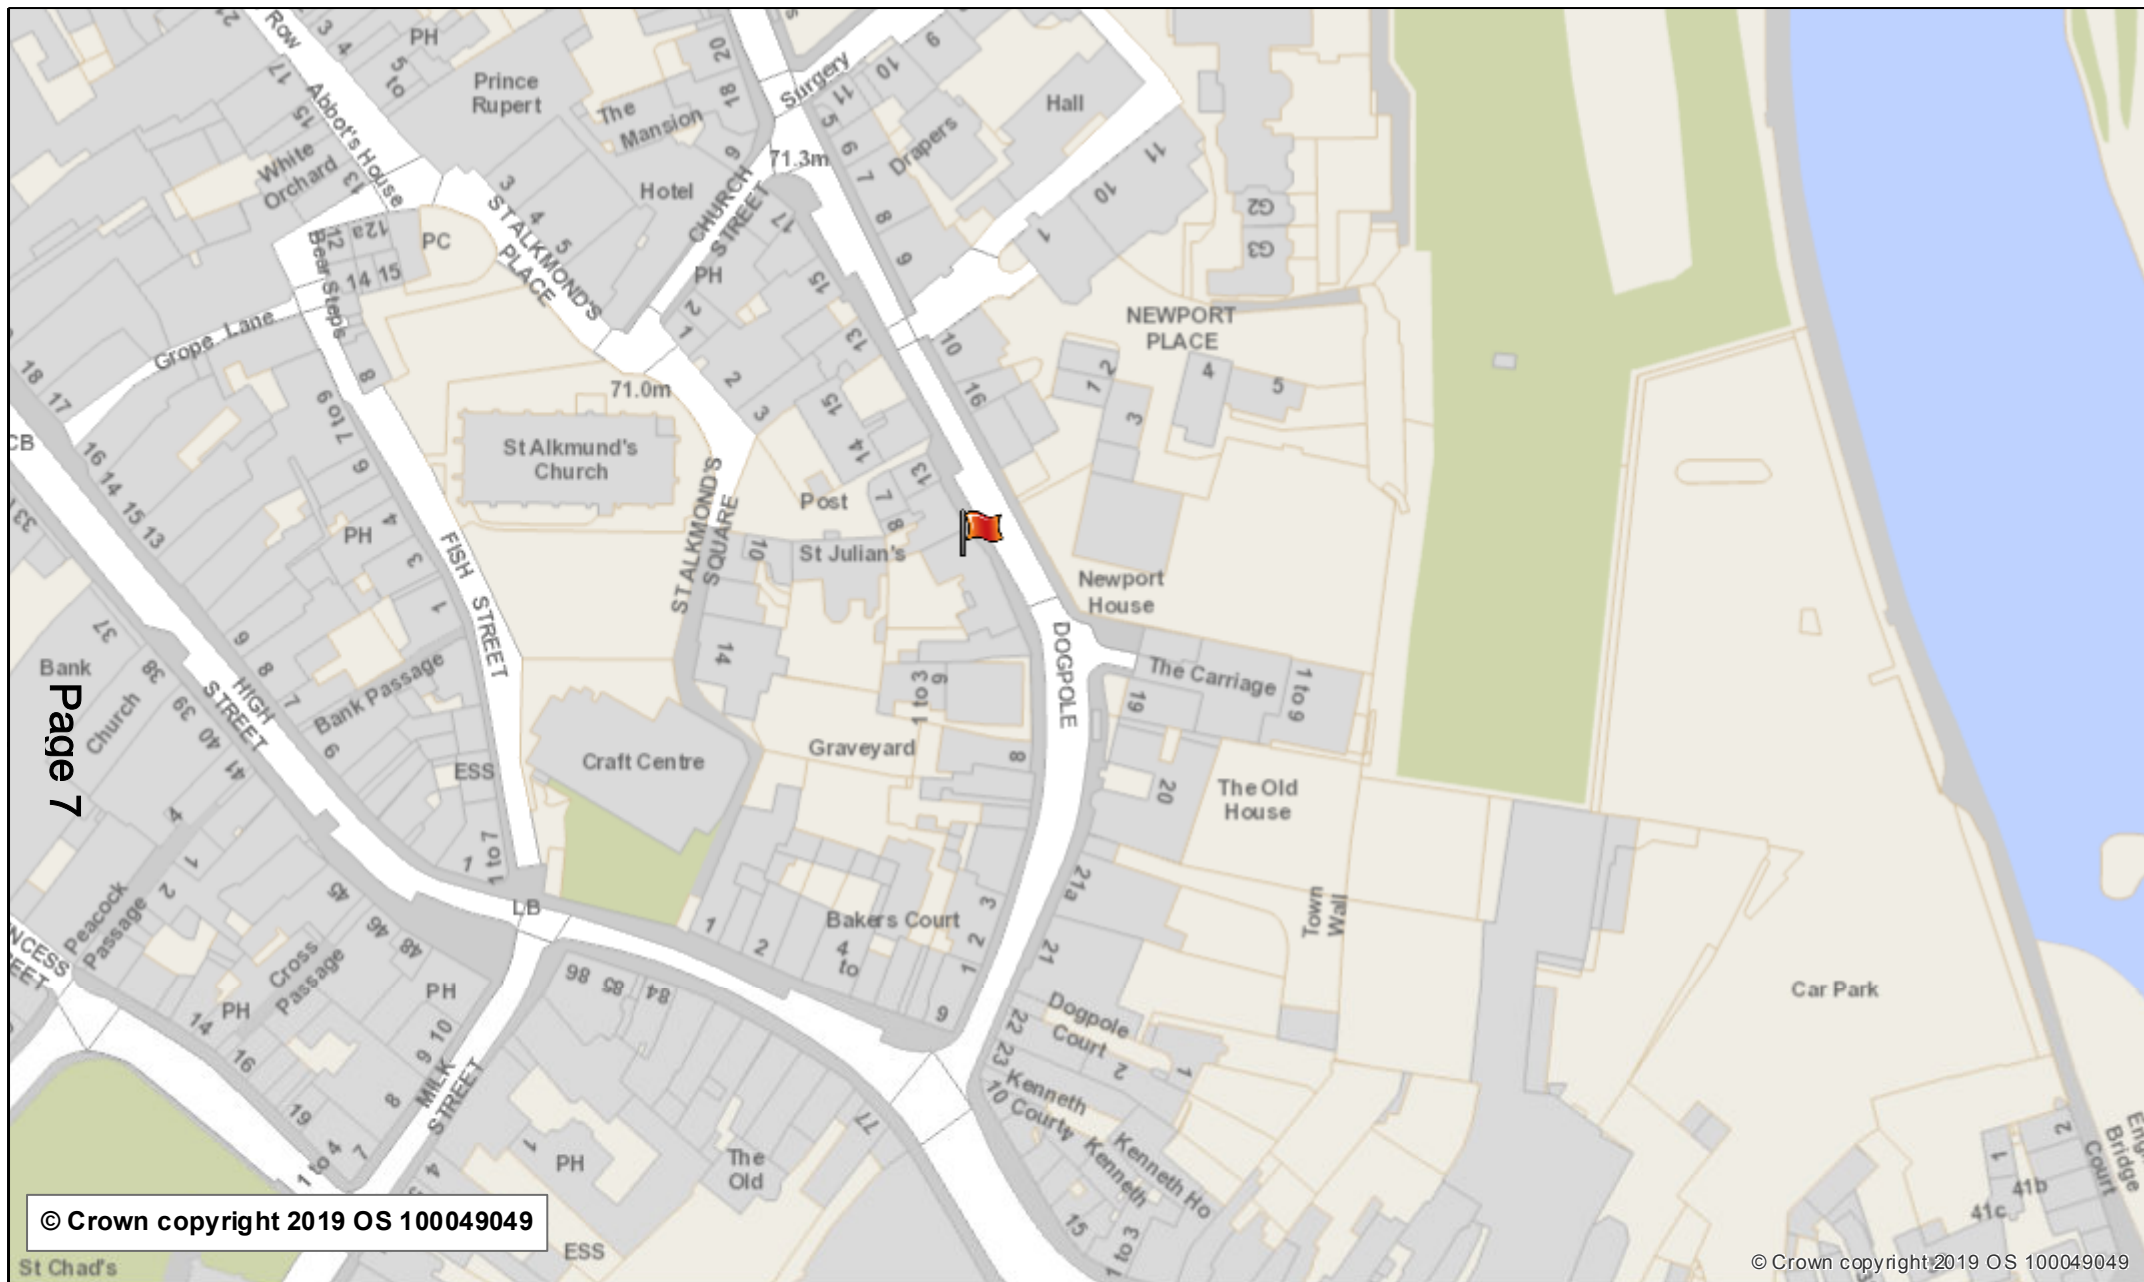 Row
3
4
PH
5
to
17
15
Abbot's House
Prince
Rupert
The
Mansion
20
18
6
Surgery
9
10
11
5
6
7
8
9
Drapers
Hall
11
10
7
G2
G3
White
Orchard
13
12
12a
14
15
PC
Bear Steps
Grope Lane
3
4
5
ST ALKMOND'S
PLACE
Hotel
CHURCH
STREET
71.3m
17
15
13
PH
2
1
2
3
71.0m
St Alkmund's
Church
8
7 to 9
6
4
3
1
PH
18
17
16
14
15
13
CB
33
FISH STREET
ST ALKMOND'S
SQUARE
15
14
13
7
8
Post
St Julian's
10
14
10
16
NEWPORT
PLACE
1
2
3
4
5
Newport
House
DOGPOLE
The Carriage
1 to 9
19
20
The Old
House
1 to 3
6
8
Graveyard
Craft Centre
Bank
Church
37
38
39
40
41
HIGH
STREET
9
8
7
Bank Passage
6
ESS
1 to 7
1
LB
4
1
2
Peacock
Passage
45
46
48
Cross
Passage
PH
14
16
19
1 to 4
7
PH
10
9
8
MILK
STREET
NCESS
EET
86
85
84
1
2
Bakers Court
4
to
3
2
1
9
21a
21
22
23
Town
Wall
Dogpole
Court
2
1
Kenneth
Court
10
Kenneth
Kenneth Ho
15
1 to 3
77
The
Old
PH
1
4
ESS
St Chad's
Car Park
1
2
41b
41c
Bridge
Court
Page 7
© Crown copyright 2019 OS 100049049
© Crown copyright 2019 OS 100049049